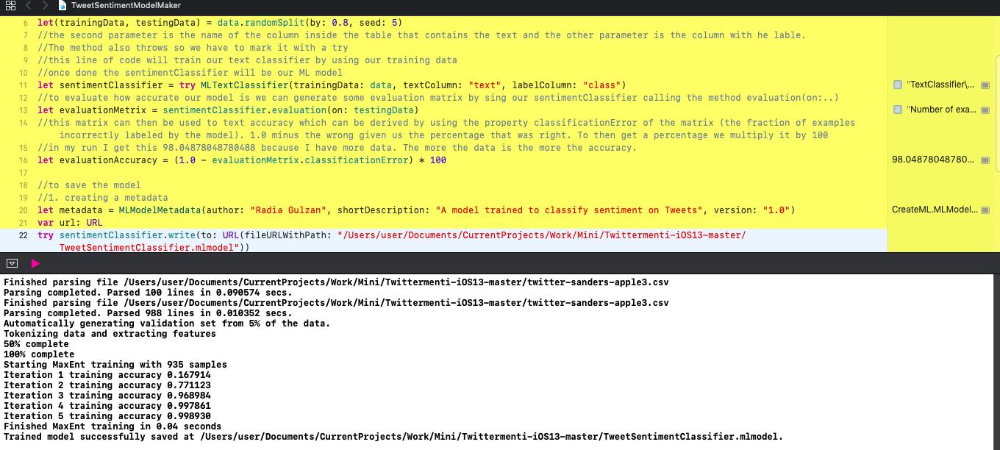 TweetSentimentModelMaker
6 let(trainingData, testingData) = data.randomSplit(by: 0.8, seed: 5)
7 //the second parameter is the name of the column inside the table that contains the text and the other parameter is the column with he lable.
8 //The method also throws so we have to mark it with a try
9 //this line of code will train our text classifier by using our training data
10 //once done the sentimentClassifier will be our ML model
11 let sentimentClassifier = try MLTextClassifier(trainingData: data, textColumn: "text", labelColumn: "class") a "TextClassifier\...
12 //to evaluate how accurate our model is we can generate some evaluation matrix by sing our sentimentClassifier calling the method evaluation(on:..)
13 let evaluationMetrix = sentimentClassifier.evaluation(on: testingData) a "Number of exa...
14 //this matrix can then be used to text accuracy which can be derived by using the property classificationError of the matrix (the fraction of examples
incorrectly labeled by the model). 1.0 minus the wrong given us the percentage that was right. To then get a percentage we multiply it by 100
15 //in my run I get this 98.04878048780488 because I have more data. The more the data is the more the accuracy.
16 let evaluationAccuracy = (1.0 - evaluationMetrix.classificationError) * 100 98.04878048780...
17
18 //to save the model
19 //1. creating a metadata
20 let metadata = MLModelMetadata(author: "Radia Gulzan", shortDescription: "A model trained to classify sentiment on Tweets", version: "1.0") CreateML.MLModel...
21 var url: URL
22 try sentimentClassifier.write(to: URL(fileURLWithPath: "/Users/user/Documents/CurrentProjects/Work/Mini/Twittermenti-iOS13-master/
TweetSentimentClassifier.mlmodel"))
Finished parsing file /Users/user/Documents/CurrentProjects/Work/Mini/Twittermenti-iOS13-master/twitter-sanders-apple3.csv
Parsing completed. Parsed 100 lines in 0.090574 secs.
Finished parsing file /Users/user/Documents/CurrentProjects/Work/Mini/Twittermenti-iOS13-master/twitter-sanders-apple3.csv
Parsing completed. Parsed 988 lines in 0.010352 secs.
Automatically generating validation set from 5% of the data.
Tokenizing data and extracting features
50% complete
100% complete
Starting MaxEnt training with 935 samples
Iteration 1 training accuracy 0.167914
Iteration 2 training accuracy 0.771123
Iteration 3 training accuracy 0.968984
Iteration 4 training accuracy 0.997861
Iteration 5 training accuracy 0.998930
Finished MaxEnt training in 0.04 seconds
Trained model successfully saved at /Users/user/Documents/CurrentProjects/Work/Mini/Twittermenti-iOS13-master/TweetSentimentClassifier.mlmodel.